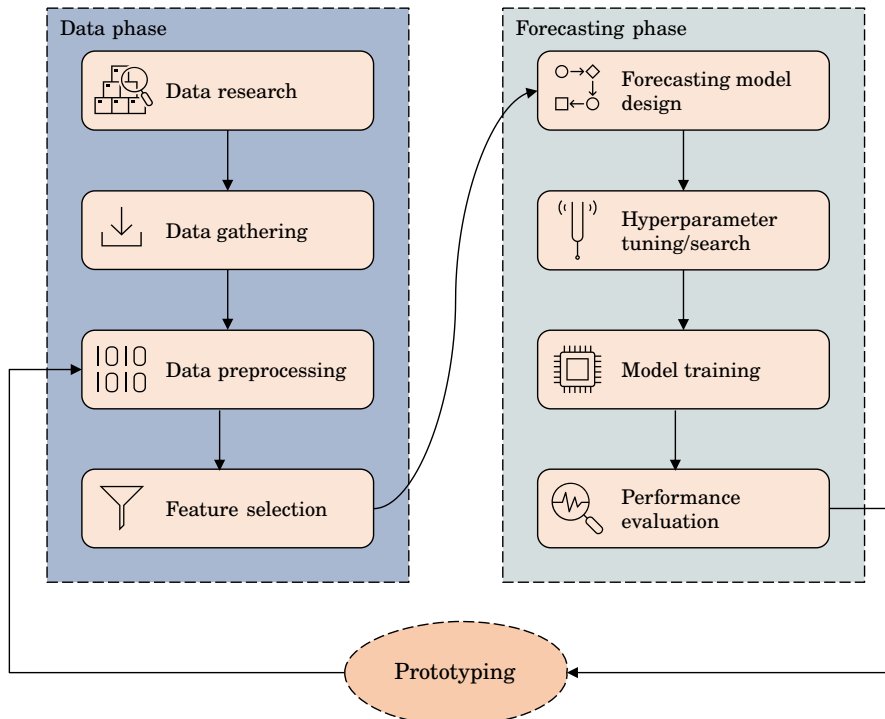 Data phase
Data research
Data gathering
1010
1010
Data preprocessing
Feature selection
Forecasting phase
Forecasting model
design
Hyperparameter
tuning/search
Model training
Performance
evaluation
Prototyping